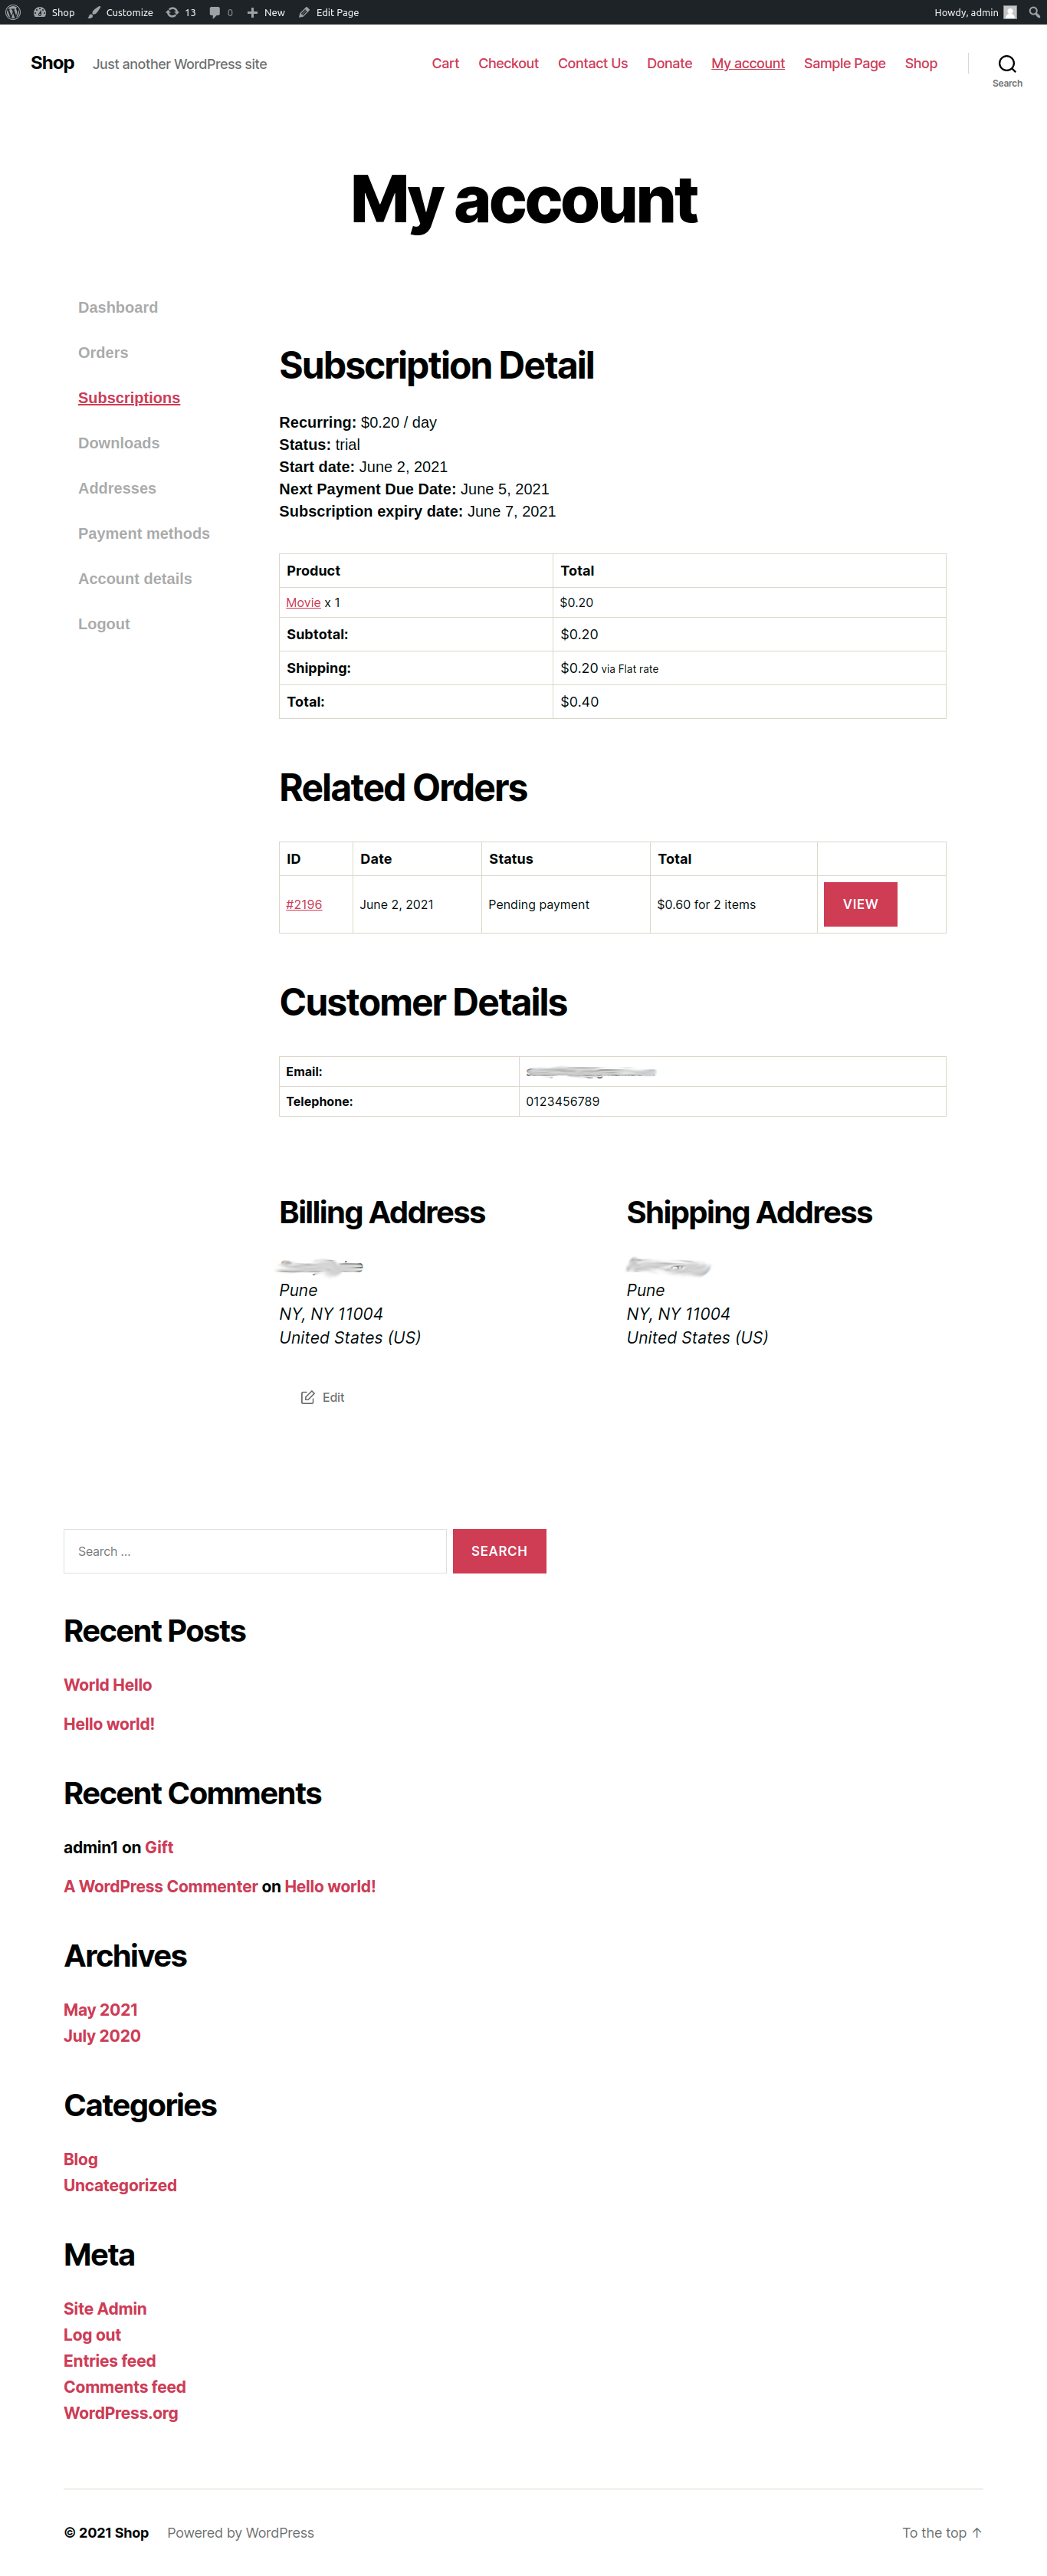 Shop Customize 13 0 New Edit Page Howdy, admin
Shop Just another WordPress site Cart Checkout Contact Us Donate My account Sample Page Shop
Search
My account
Dashboard
Orders
Subscriptions
Downloads
Addresses
Payment methods
Account details
Logout
Subscription Detail
Recurring: $0.20 / day
Status: trial
Start date: June 2, 2021
Next Payment Due Date: June 5, 2021
Subscription expiry date: June 7, 2021
Product Total
Movie x 1 $0.20
Subtotal: $0.20
Shipping: $0.20 via Flat rate
Total: $0.40
Related Orders
ID Date Status Total
#2196 June 2, 2021 Pending payment $0.60 for 2 items VIEW
Customer Details
Email:
Telephone: 0123456789
Billing Address
Pune
NY, NY 11004
United States (US)
Shipping Address
Pune
NY, NY 11004
United States (US)
Edit
Search ... SEARCH
Recent Posts
World Hello
Hello world!
Recent Comments
admin1 on Gift
A WordPress Commenter on Hello world!
Archives
May 2021
July 2020
Categories
Blog
Uncategorized
Meta
Site Admin
Log out
Entries feed
Comments feed
WordPress.org
© 2021 Shop Powered by WordPress To the top ↑